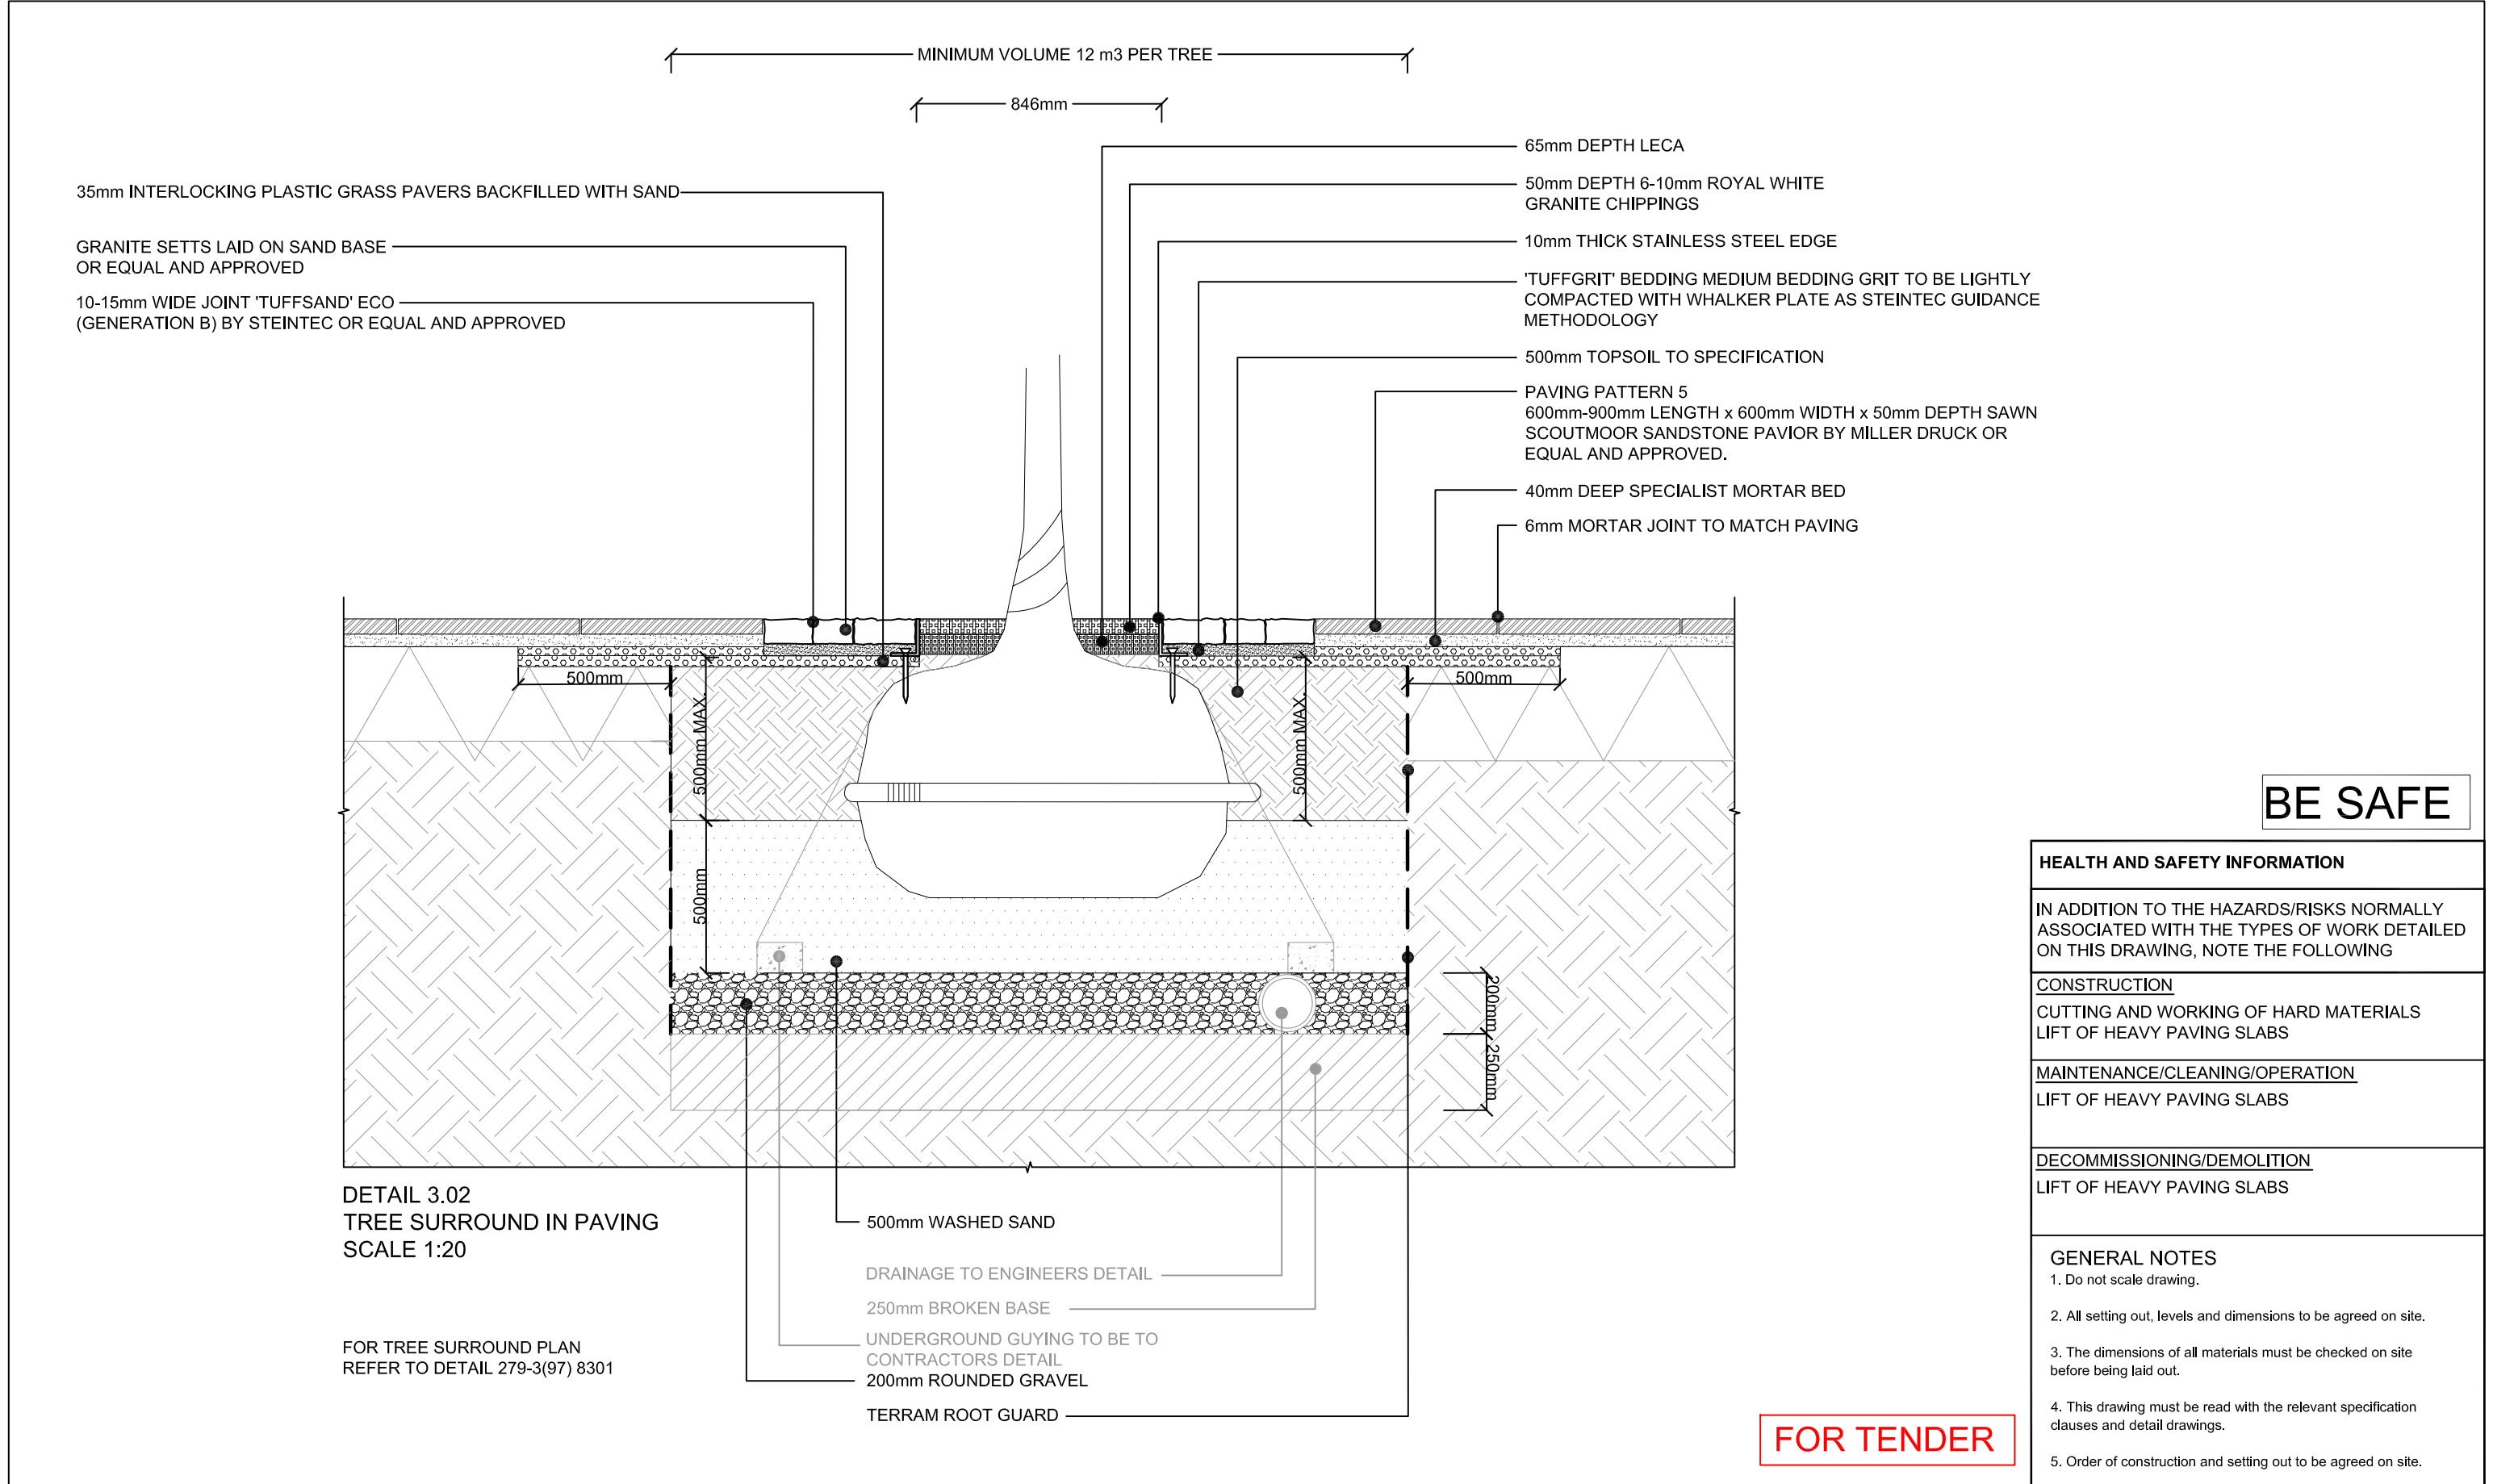 MINIMUM VOLUME 12 m3 PER TREE
846mm
35mm INTERLOCKING PLASTIC GRASS PAVERS BACKFILLED WITH SAND
GRANITE SETTS LAID ON SAND BASE
OR EQUAL AND APPROVED
10-15mm WIDE JOINT 'TUFFSAND' ECO
(GENERATION B) BY STEINTEC OR EQUAL AND APPROVED
65mm DEPTH LECA
50mm DEPTH 6-10mm ROYAL WHITE
GRANITE CHIPPINGS
10mm THICK STAINLESS STEEL EDGE
'TUFFGRIT' BEDDING MEDIUM BEDDING GRIT TO BE LIGHTLY
COMPACTED WITH WHALKER PLATE AS STEINTEC GUIDANCE
METHODOLOGY
500mm TOPSOIL TO SPECIFICATION
PAVING PATTERN 5
600mm-900mm LENGTH x 600mm WIDTH x 50mm DEPTH SAWN
SCOUTMOOR SANDSTONE PAVIOR BY MILLER DRUCK OR
EQUAL AND APPROVED.
40mm DEEP SPECIALIST MORTAR BED
6mm MORTAR JOINT TO MATCH PAVING
500mm
500mm
500mm MAX.
500mm MAX.
500mm
200mm
250mm
DETAIL 3.02
TREE SURROUND IN PAVING
SCALE 1:20
FOR TREE SURROUND PLAN
REFER TO DETAIL 279-3(97) 8301
500mm WASHED SAND
DRAINAGE TO ENGINEERS DETAIL
250mm BROKEN BASE
UNDERGROUND GUYING TO BE TO
CONTRACTORS DETAIL
200mm ROUNDED GRAVEL
TERRAM ROOT GUARD
FOR TENDER
BE SAFE
HEALTH AND SAFETY INFORMATION
IN ADDITION TO THE HAZARDS/RISKS NORMALLY
ASSOCIATED WITH THE TYPES OF WORK DETAILED
ON THIS DRAWING, NOTE THE FOLLOWING
CONSTRUCTION
CUTTING AND WORKING OF HARD MATERIALS
LIFT OF HEAVY PAVING SLABS
MAINTENANCE/CLEANING/OPERATION
LIFT OF HEAVY PAVING SLABS
DECOMMISSIONING/DEMOLITION
LIFT OF HEAVY PAVING SLABS
GENERAL NOTES
1. Do not scale drawing.
2. All setting out, levels and dimensions to be agreed on site.
3. The dimensions of all materials must be checked on site
before being laid out.
4. This drawing must be read with the relevant specification
clauses and detail drawings.
5. Order of construction and setting out to be agreed on site.